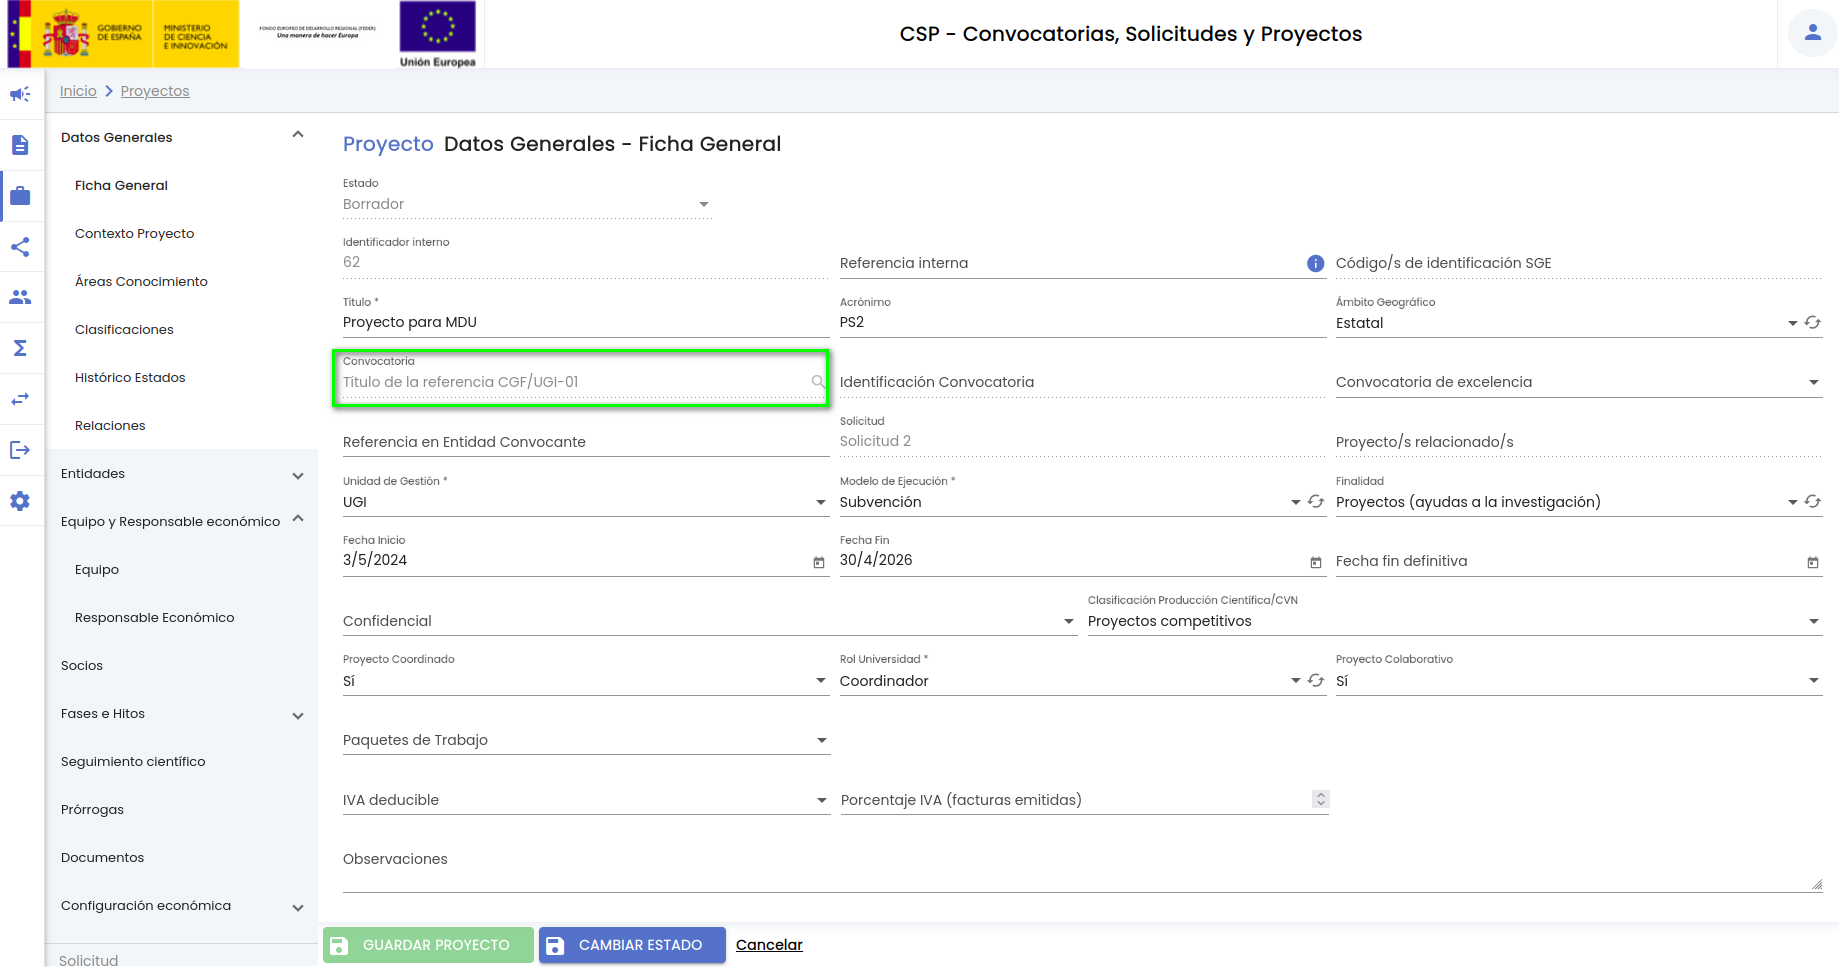 GOBIERNO
DE ESPAÑA
MINISTERIO
DE CIENCIA
E INNOVACIÓN
FONDO EUROPEO DE DESARROLLO REGIONAL (FEDER)
Una manera de hacer Europa
Unión Europea
CSP - Convocatorias, Solicitudes y Proyectos
Inicio > Proyectos
Datos Generales
Ficha General
Contexto Proyecto
Áreas Conocimiento
Clasificaciones
Histórico Estados
Relaciones
Entidades
Equipo y Responsable económico
Equipo
Responsable Económico
Socios
Fases e Hitos
Seguimiento científico
Prórrogas
Documentos
Configuración económica
Solicitud
Proyecto Datos Generales - Ficha General
Estado
Borrador
Identificador interno
62
Referencia interna
Código/s de identificación SGE
Título *
Proyecto para MDU
Acrónimo
PS2
Ámbito Geográfico
Estatal
Convocatoria
Título de la referencia CGF/UGI-01
Identificación Convocatoria
Convocatoria de excelencia
Referencia en Entidad Convocante
Solicitud
Solicitud 2
Proyecto/s relacionado/s
Unidad de Gestión *
UGI
Modelo de Ejecución *
Subvención
Finalidad
Proyectos (ayudas a la investigación)
Fecha Inicio
3/5/2024
Fecha Fin
30/4/2026
Fecha fin definitiva
Confidencial
Clasificación Producción Científica/CVN
Proyectos competitivos
Proyecto Coordinado
Sí
Rol Universidad *
Coordinador
Proyecto Colaborativo
Sí
Paquetes de Trabajo
IVA deducible
Porcentaje IVA (facturas emitidas)
Observaciones
GUARDAR PROYECTO
CAMBIAR ESTADO
Cancelar